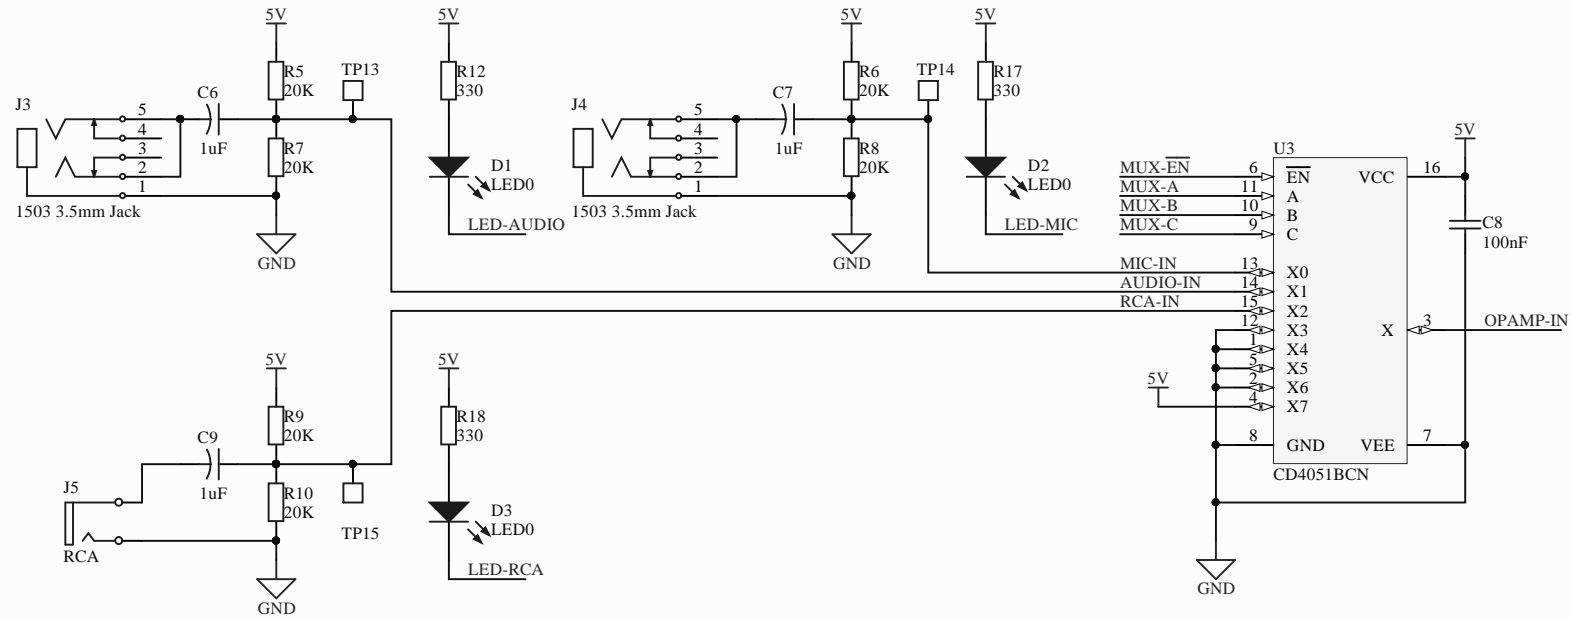 5V
5V
5V
5V
R5
20K
TP13
R12
330
R6
20K
TP14
R17
330
J3
C6
1uF
5
4
3
2
1
R7
20K
D1
LED0
J4
C7
1uF
5
4
3
2
1
R8
20K
D2
LED0
1503 3.5mm Jack
LED-AUDIO
1503 3.5mm Jack
LED-MIC
GND
GND
5V
U3
MUX-EN 6 EN VCC 16
MUX-A 11 A
MUX-B 10 B
MUX-C 9 C
C8
100nF
MIC-IN 13 X0
AUDIO-IN 14 X1
RCA-IN 15 X2
12 X3 X 3 OPAMP-IN
1 X4
5 X5
2 X6
5V
4 X7
8 GND VEE 7
CD4051BCN
GND
5V
5V
R9
20K
R18
330
C9
1uF
J5
RCA
R10
20K
TP15
D3
LED0
LED-RCA
GND